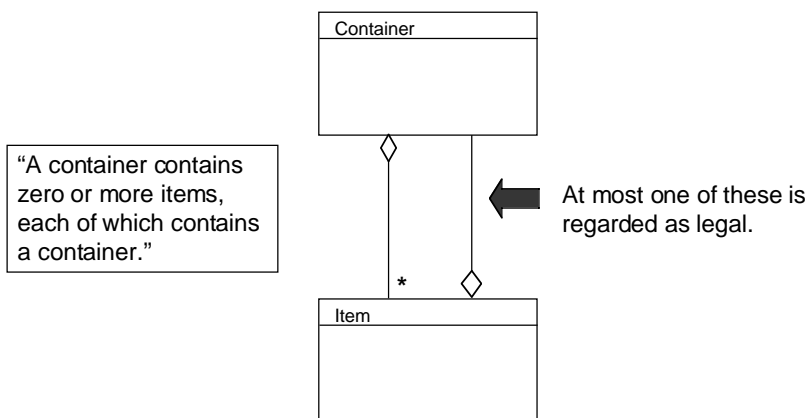 Container
“A container contains
zero or more items,
each of which contains
a container.”
At most one of these is
regarded as legal.
*
Item